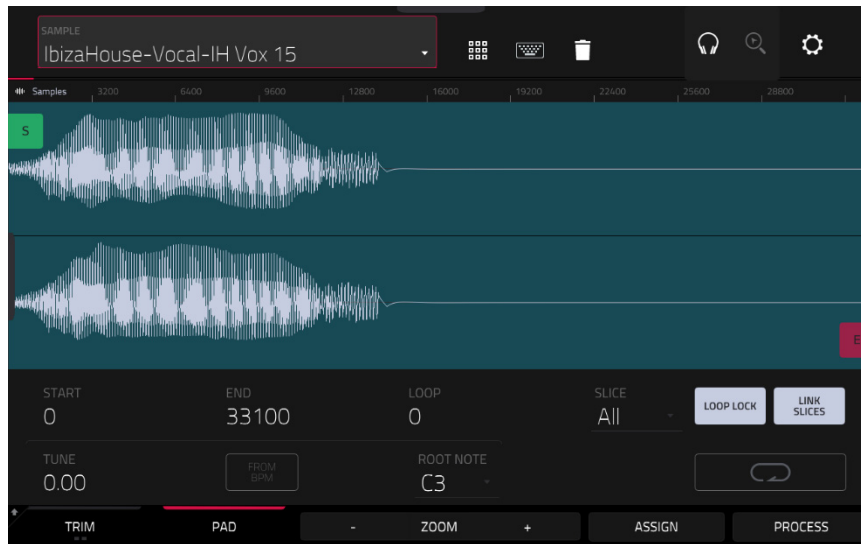 SAMPLE
IbizaHouse-Vocal-IH Vox 15
Samples 3200 6400 9600 12800 16000 19200 22400 25600 28800
S
E
START END LOOP SLICE
0 33100 0 All LOOP LOCK LINK
SLICES
TUNE FROM
BPM ROOT NOTE
0.00 C3
TRIM PAD - ZOOM + ASSIGN PROCESS